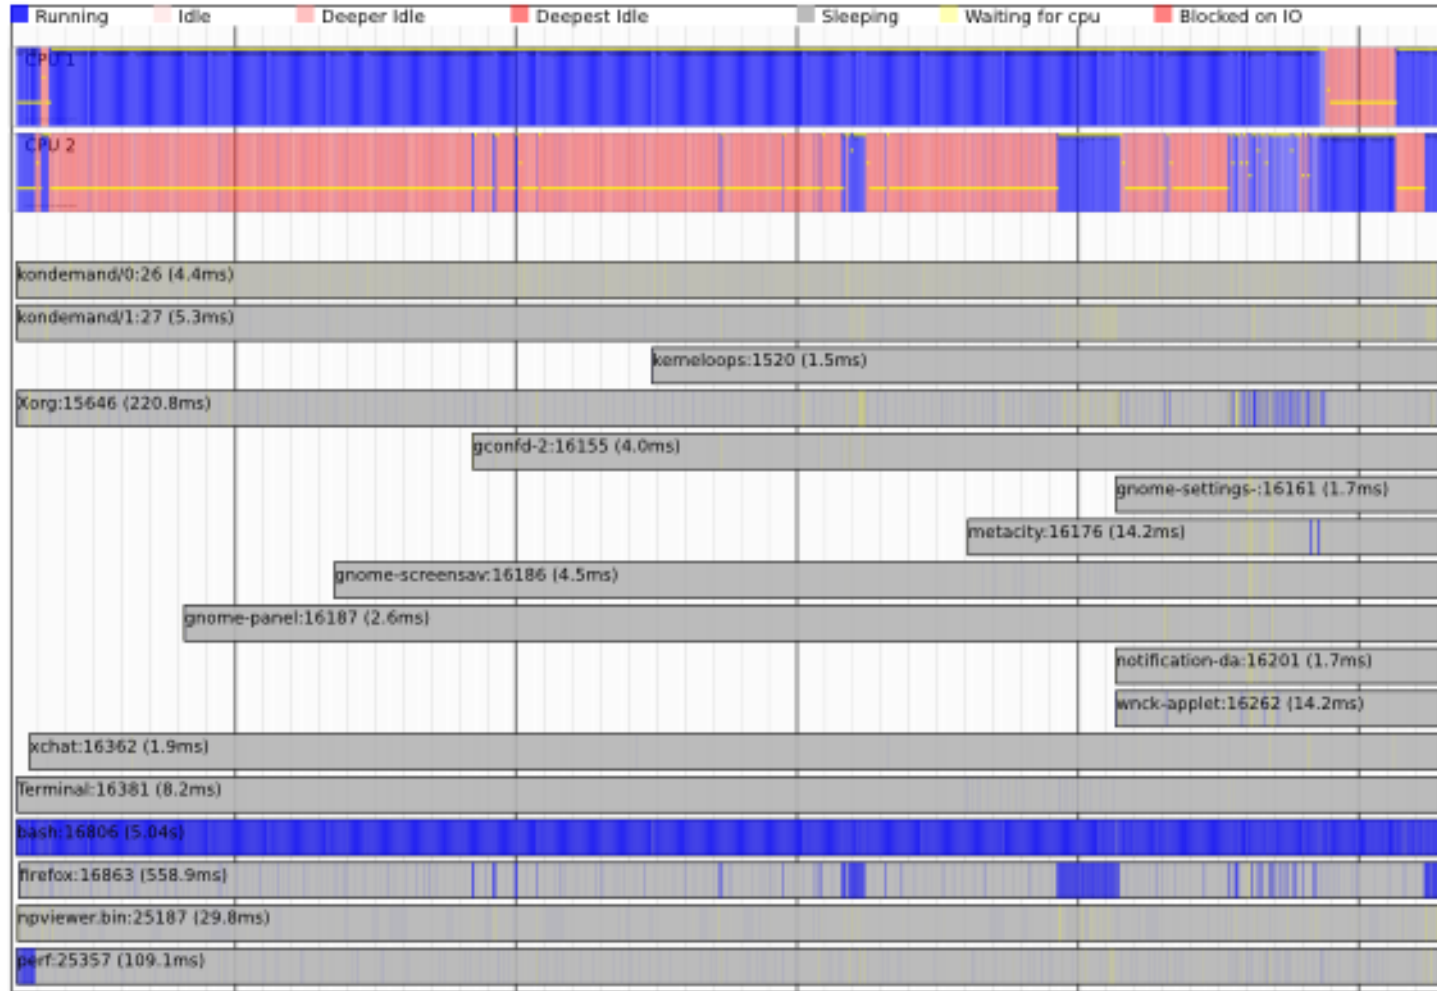 Running Idle Deeper Idle Deepest Idle Sleeping Waiting for cpu Blocked on IO
CPU 1
CPU 2
kondemand/0:26 (4.4ms)
kondemand/1:27 (5.3ms)
kerneloops:1520 (1.5ms)
Xorg:15646 (220.8ms)
gconfd-2:16155 (4.0ms)
gnome-settings-:16161 (1.7ms)
metacity:16176 (14.2ms)
gnome-screensav:16186 (4.5ms)
gnome-panel:16187 (2.6ms)
notification-da:16201 (1.7ms)
wnck-applet:16262 (14.2ms)
xchat:16362 (1.9ms)
Terminal:16381 (8.2ms)
bash:16806 (5.04s)
firefox:16863 (558.9ms)
npviewer.bin:25187 (29.8ms)
perf:25357 (109.1ms)